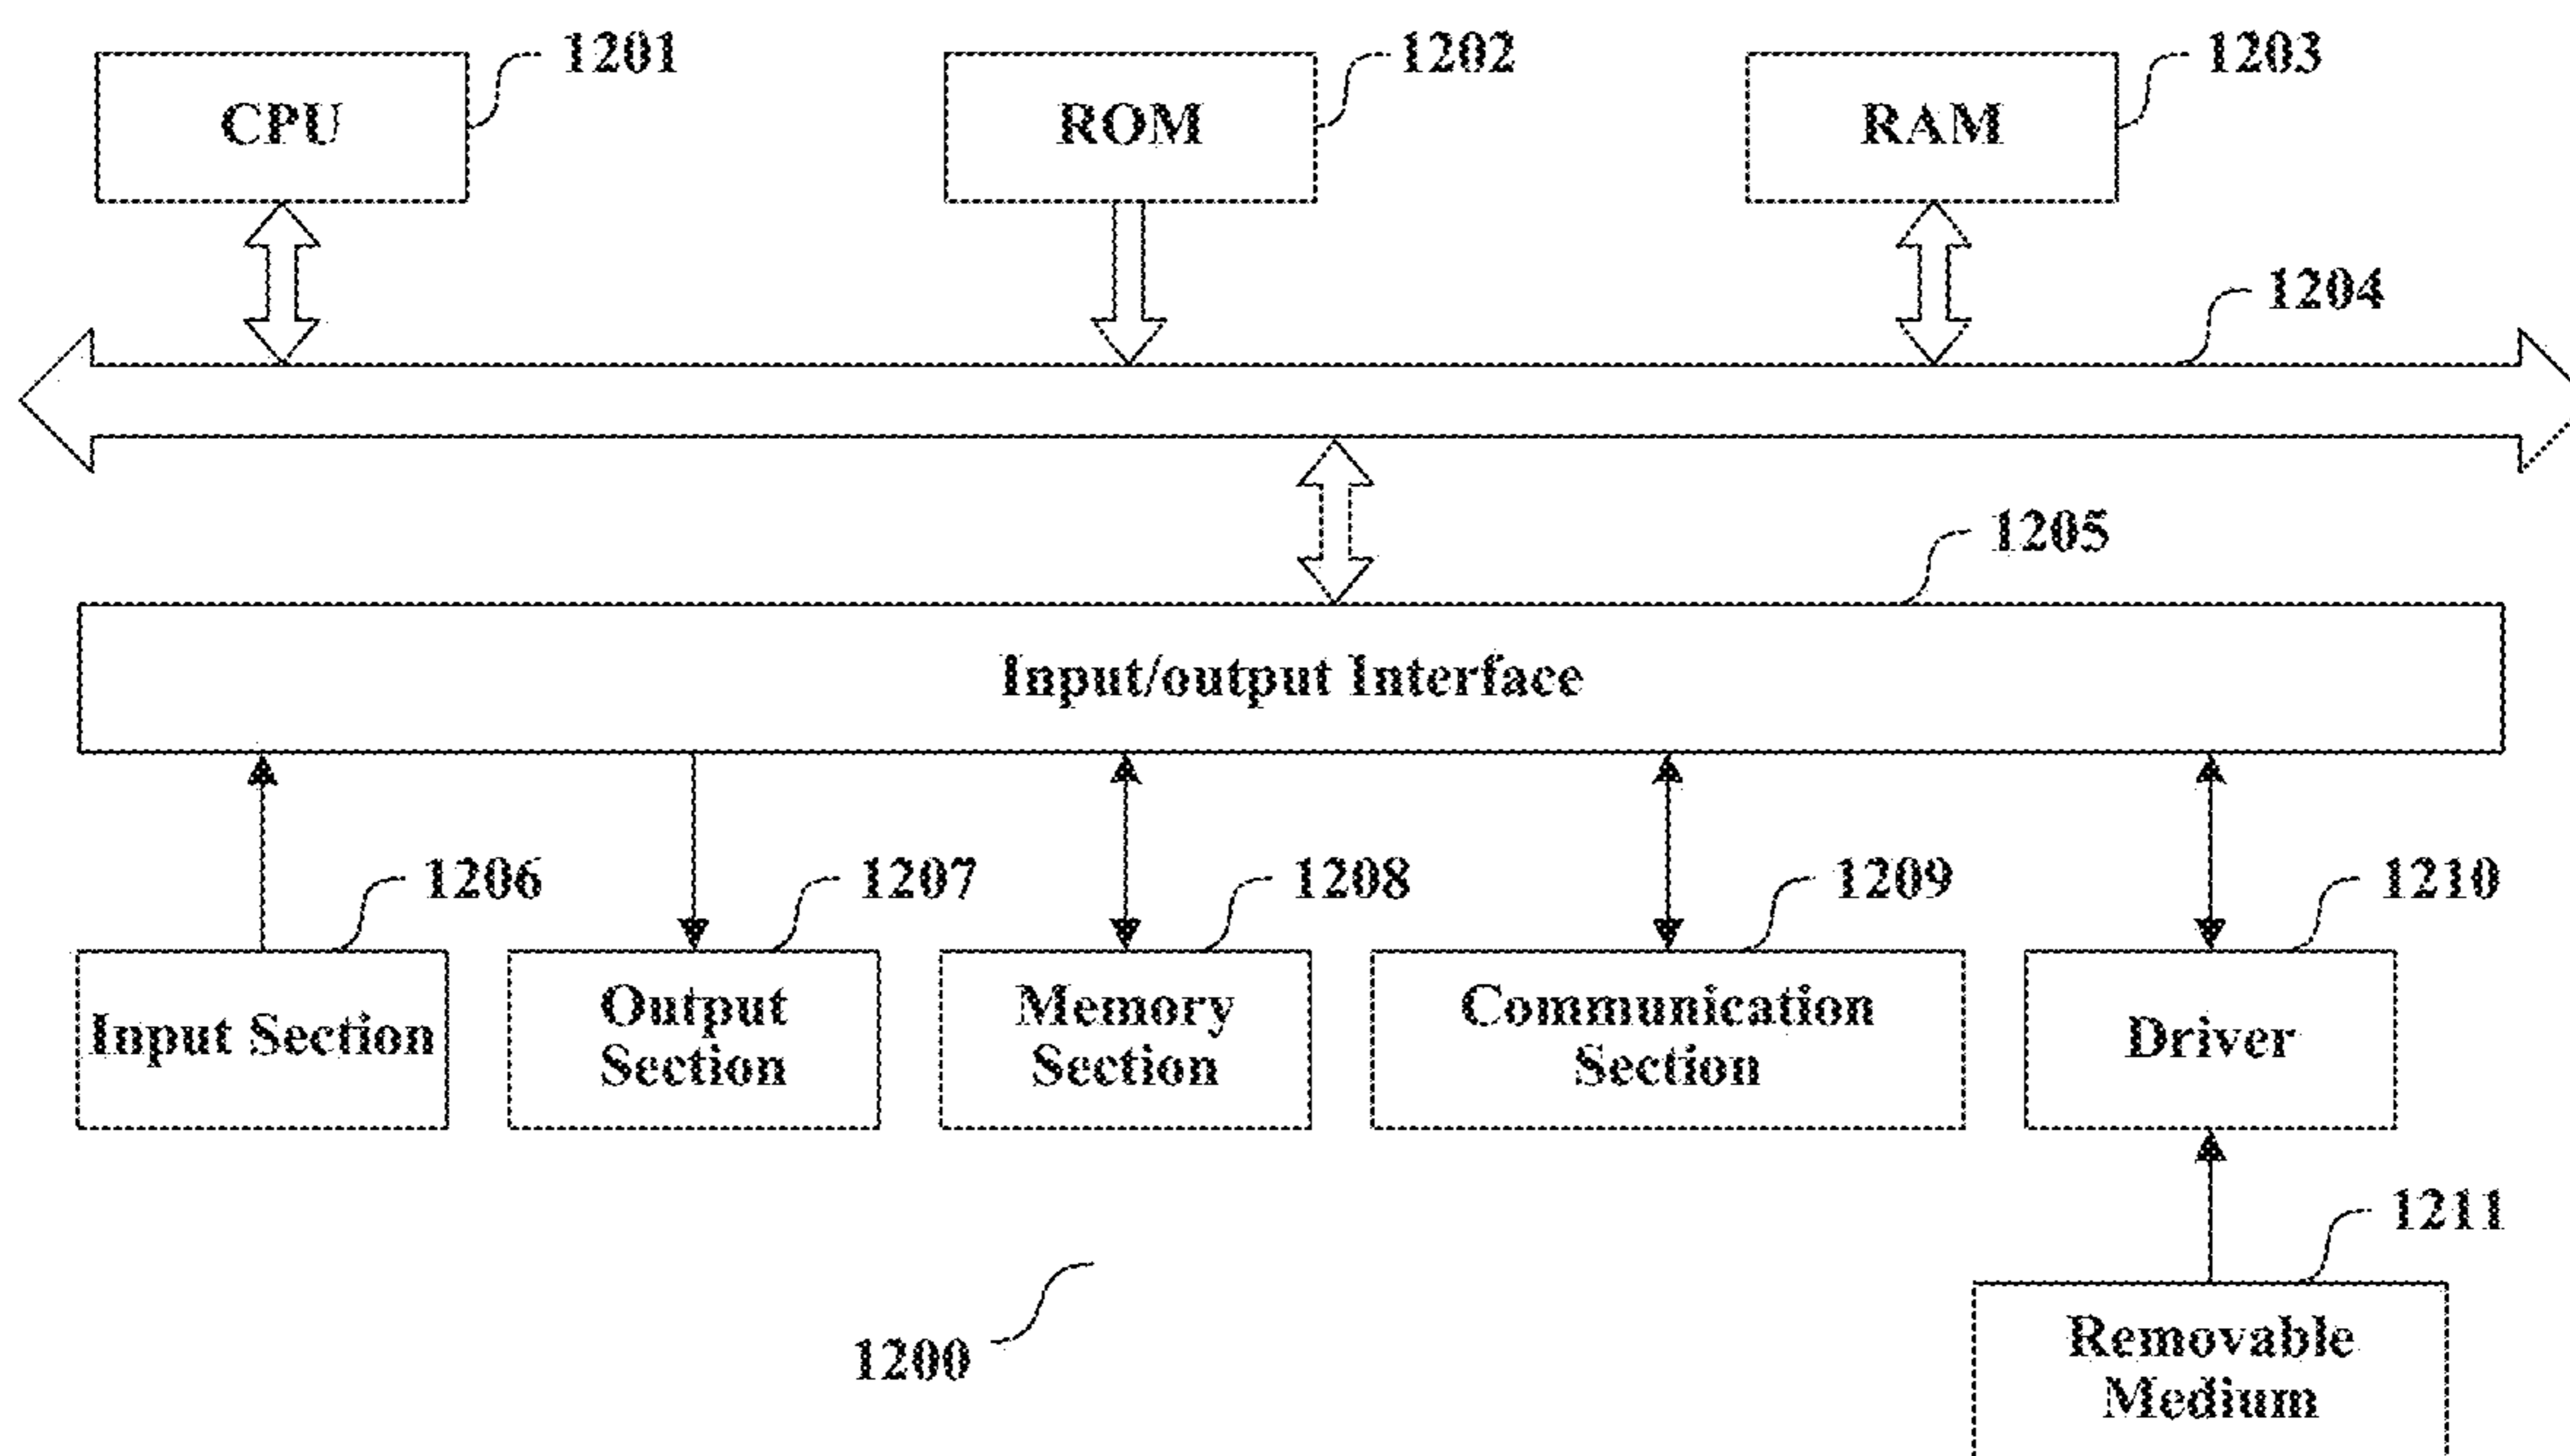 CPU
1201
ROM
1202
RAM
1203
1204
1205
Input/output Interface
1206
1207
1208
1209
1210
Input Section
Output
Section
Memory
Section
Communication
Section
Driver
1211
1200
Removable
Medium